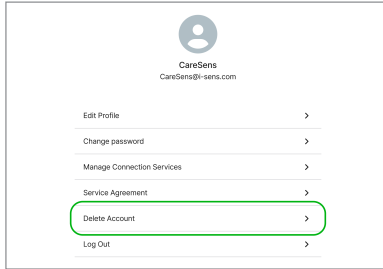 CareSens
CareSens@i-sens.com
Edit Profile
Change password
Manage Connection Services
Service Agreement
Delete Account
Log Out